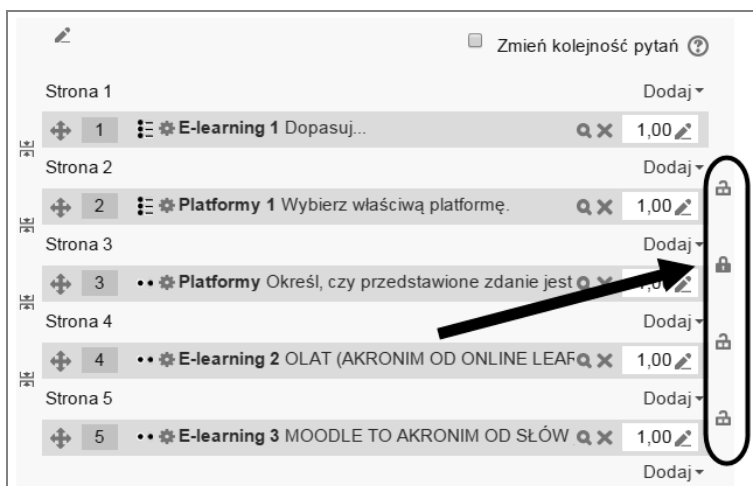 Zmień kolejność pytań ?
Strona 1 Dodaj
1 E-learning 1 Dopasuj... 1,00
Strona 2 Dodaj
2 Platformy 1 Wybierz właściwą platformę. 1,00
Strona 3 Dodaj
3 Platformy Określ, czy przedstawione zdanie jest 1,00
Strona 4 Dodaj
4 E-learning 2 OLAT (AKRONIM OD ONLINE LEAR 1,00
Strona 5 Dodaj
5 E-learning 3 MOODLE TO AKRONIM OD SŁÓW 1,00
Dodaj